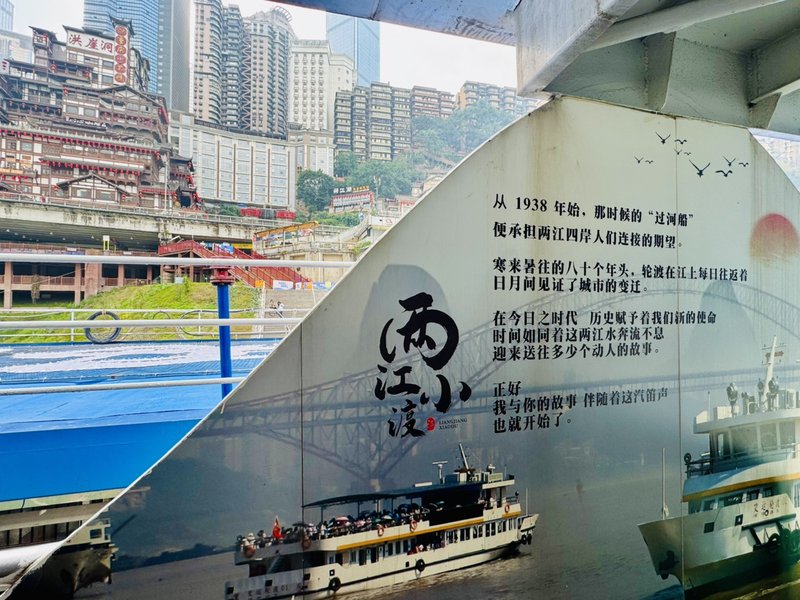 洪崖洞
洪崖洞
从 1938 年始，那时候的“过河船”
便承担两江四岸人们连接的期望。
寒来暑往的八十个年头，轮渡在江上每日往返着
日月间见证了城市的变迁。
在今日之时代 历史赋予着我们新的使命
时间如同着这两江水奔流不息
迎来送往多少个动人的故事。
正好
我与你的故事 伴随着这汽笛声
也就开始了。
两江小渡
LIANGJIANG
XIAODU